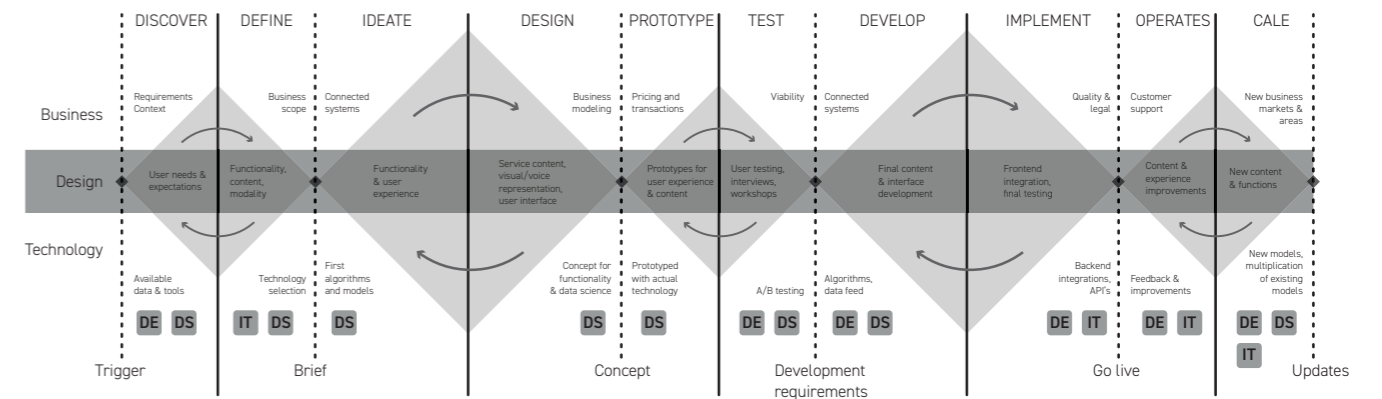 DISCOVER DEFINE IDEATE DESIGN PROTOTYPE TEST DEVELOP IMPLEMENT OPERATES CALE
Business
Requirements
Context
Business
scope
Connected
systems
Business
modeling
Pricing and
transactions
Viability
Connected
systems
Quality &
legal
Customer
support
New business
markets &
areas
Design
User needs &
expectations
Functionality,
content,
modality
Functionality
& user
experience
Service content,
visual/voice
representation,
user interface
Prototypes for
user experience
& content
User testing,
interviews,
workshops
Final content
& interface
development
Frontend
integration,
final testing
Content &
experience
improvements
New content
& functions
Technology
Available
data & tools
Technology
selection
First
algorithms
and models
Concept for
functionality
& data science
Prototyped
with actual
technology
A/B testing
Algorithms,
data feed
Backend
integrations,
API's
Feedback &
improvements
New models,
multiplication
of existing
models
DE DS IT DS DS DS DS DE DS DE DS DE IT DE IT DE DS
IT
Trigger
Brief
Concept
Development
requirements
Go live
Updates